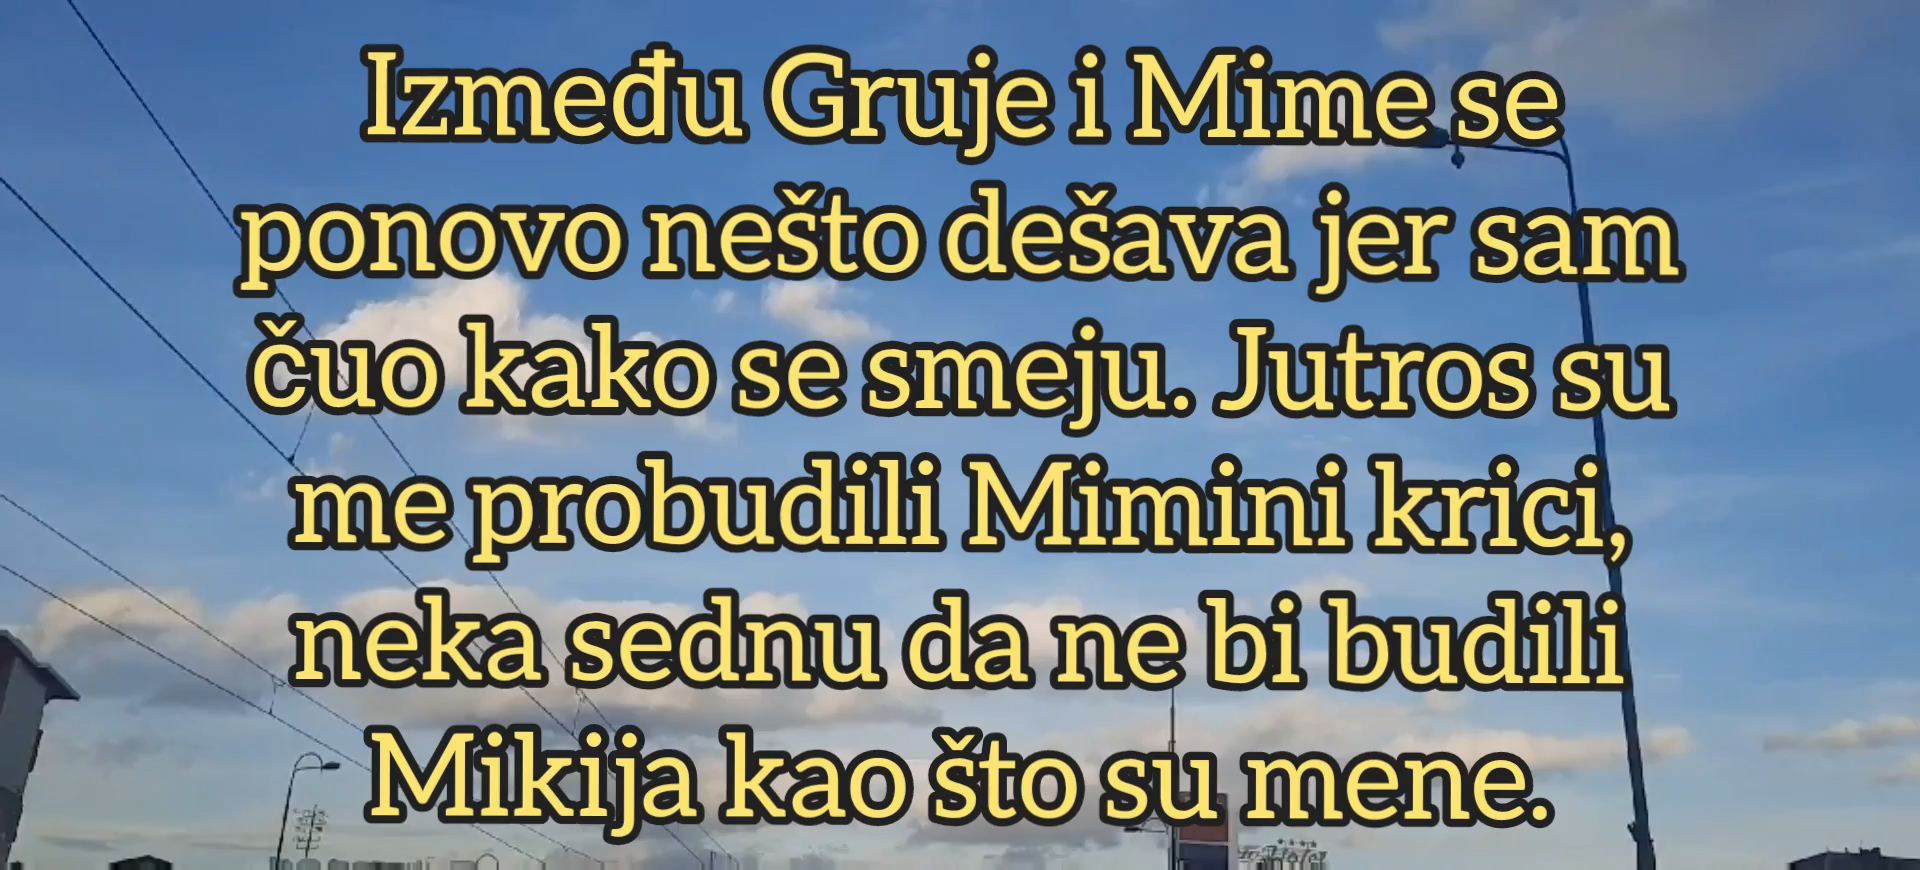 Između Gruje i Mime se
ponovo nešto dešava jer sam
čuo kako se smeju. Jutros su
me probudili Mimini krici,
neka sednu da ne bi budili
Mikija kao što su mene.